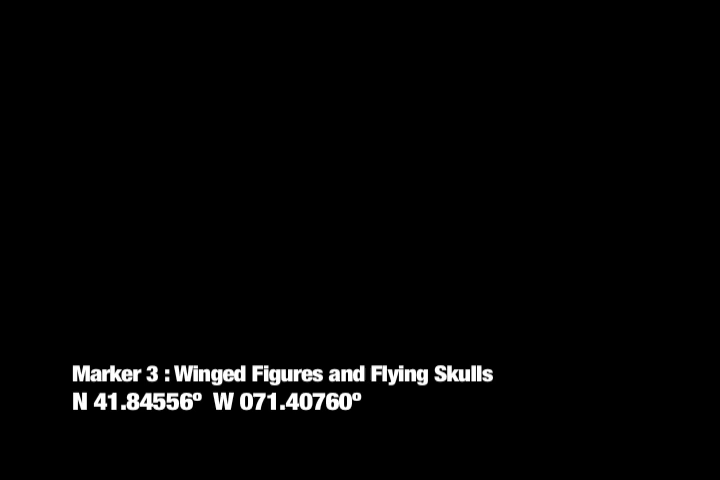 Marker 3 : Winged Figures and Flying Skulls
N 41.84556º  W 071.40760º